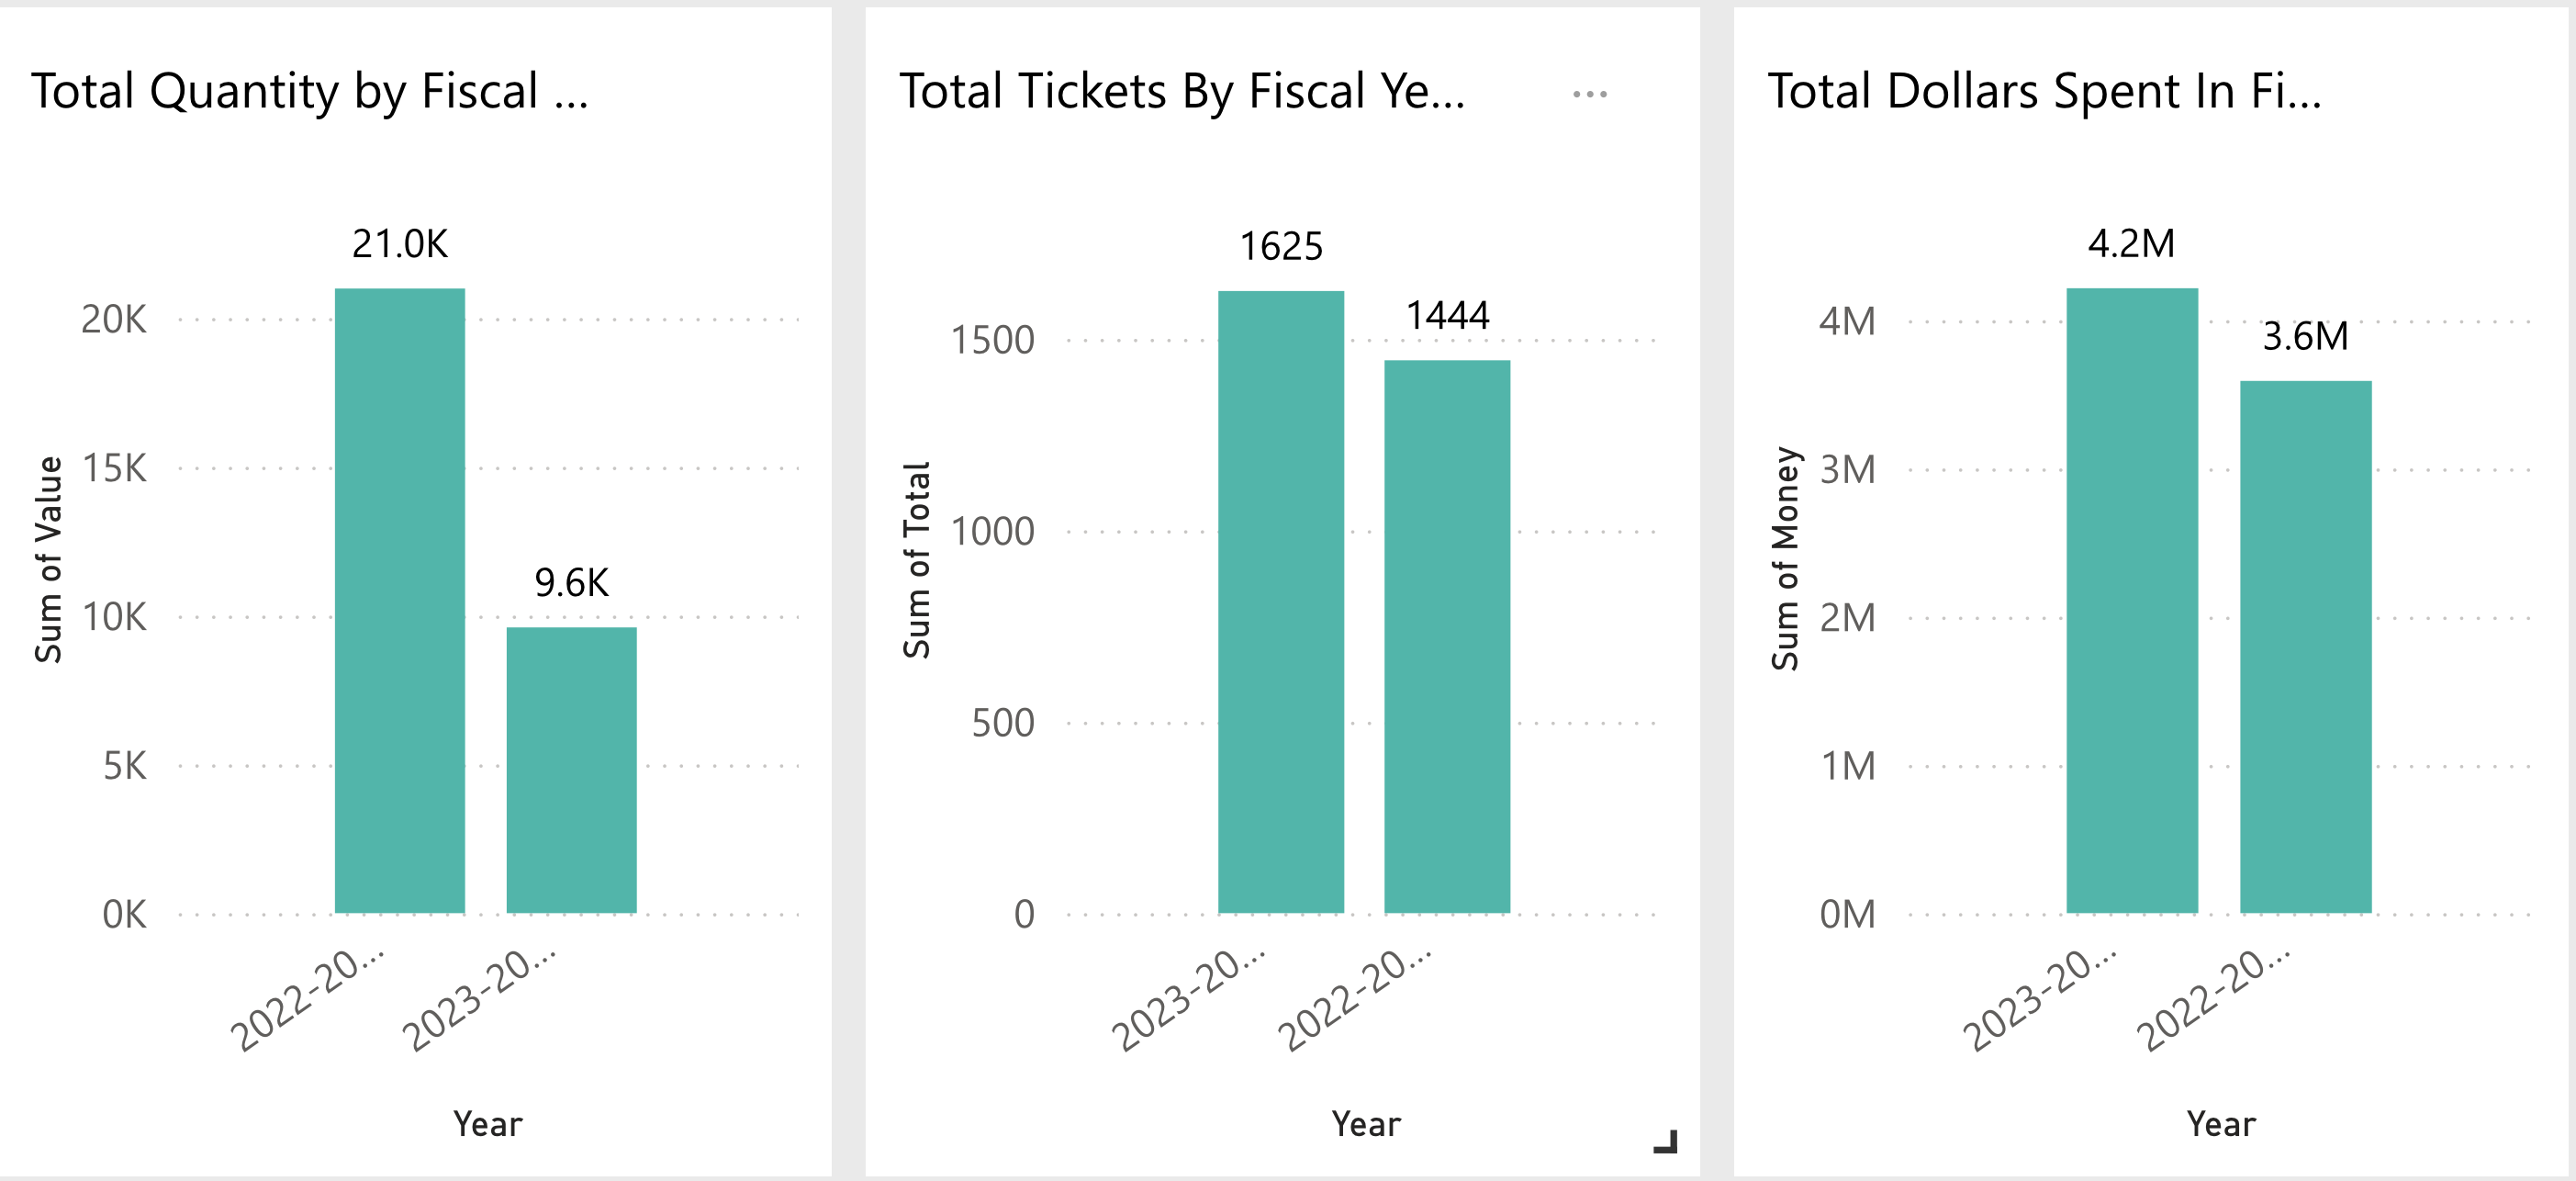 Total Quantity by Fiscal ...
21.0K
9.6K
20K
15K
10K
5K
0K
Sum of Value
2022-20...
2023-20...
Year
Total Tickets By Fiscal Ye...
1625
1444
1500
1000
500
0
Sum of Total
2023-20...
2022-20...
Year
Total Dollars Spent In Fi...
4.2M
3.6M
4M
3M
2M
1M
0M
Sum of Money
2023-20...
2022-20...
Year